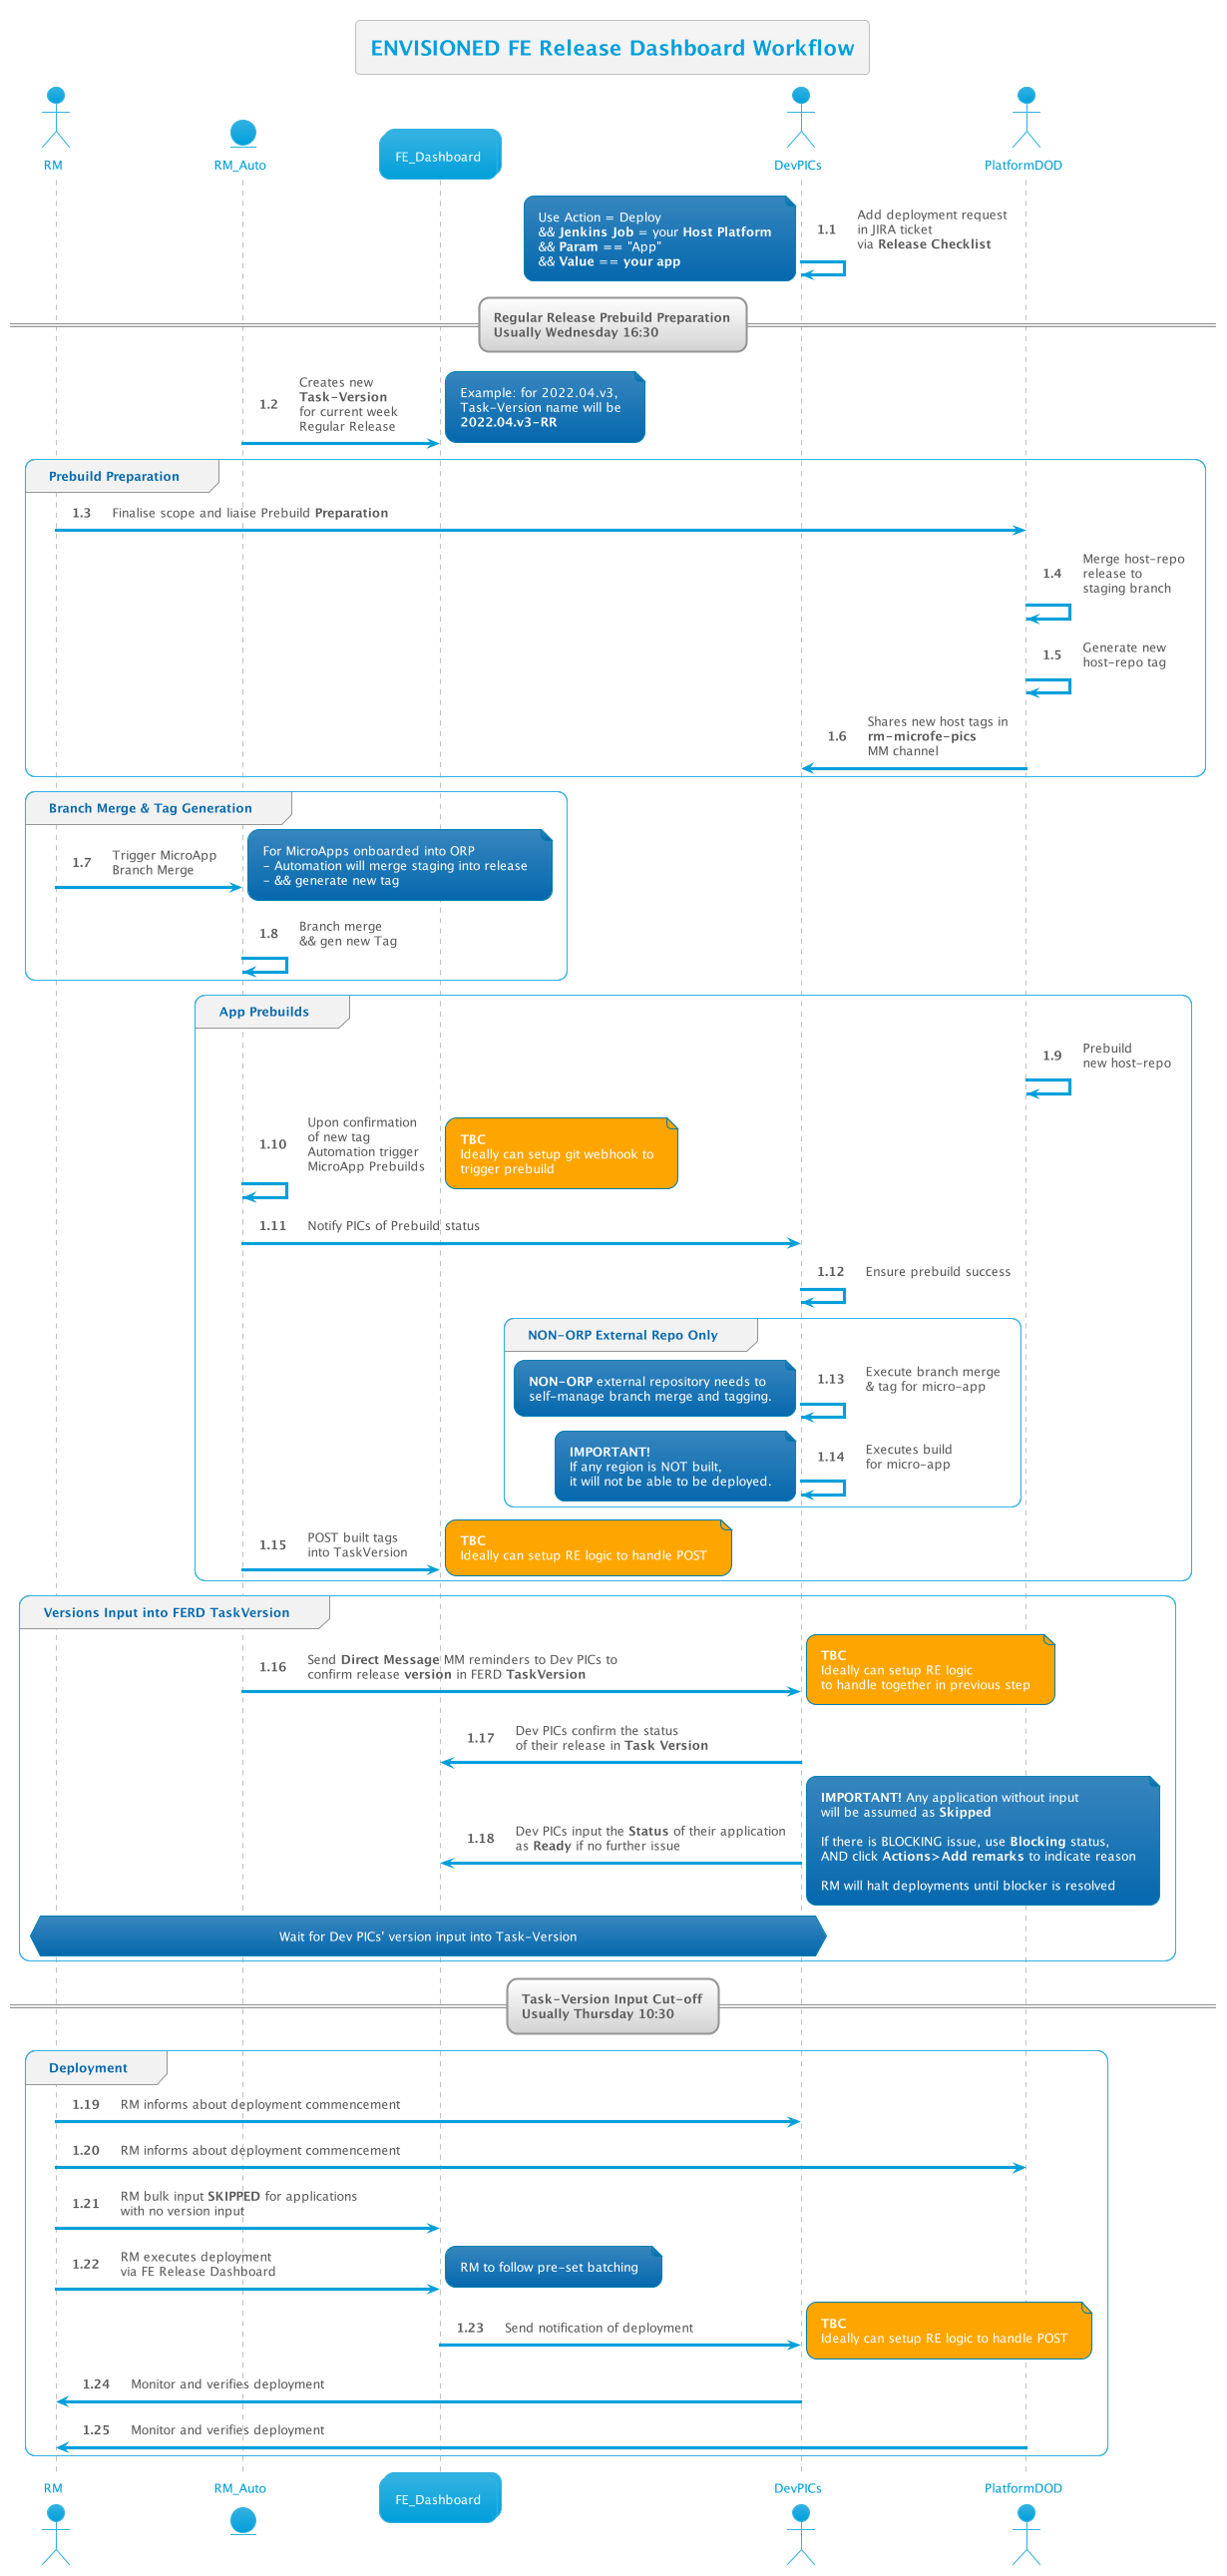 ENVISIONED FE Release Dashboard Workflow
RM
RM_Auto
FE_Dashboard
DevPICs
PlatformDOD
Use Action = Deploy
&& Jenkins Job = your Host Platform
&& Param == "App"
&& Value == your app
1.1
Add deployment request
in JIRA ticket
via Release Checklist
Regular Release Prebuild Preparation
Usually Wednesday 16:30
1.2
Creates new
Task-Version
for current week
Regular Release
Example: for 2022.04.v3,
Task-Version name will be
2022.04.v3-RR
Prebuild Preparation
1.3 Finalise scope and liaise Prebuild Preparation
1.4
Merge host-repo
release to
staging branch
1.5
Generate new
host-repo tag
1.6
Shares new host tags in
rm-microfe-pics
MM channel
Branch Merge & Tag Generation
1.7
Trigger MicroApp
Branch Merge
For MicroApps onboarded into ORP
- Automation will merge staging into release
- && generate new tag
1.8
Branch merge
&& gen new Tag
App Prebuilds
1.9
Prebuild
new host-repo
1.10
Upon confirmation
of new tag
Automation trigger
MicroApp Prebuilds
TBC
Ideally can setup git webhook to
trigger prebuild
1.11 Notify PICs of Prebuild status
1.12 Ensure prebuild success
NON-ORP External Repo Only
NON-ORP external repository needs to
self-manage branch merge and tagging.
1.13
Execute branch merge
& tag for micro-app
IMPORTANT!
If any region is NOT built,
it will not be able to be deployed.
1.14
Executes build
for micro-app
1.15
POST built tags
into TaskVersion
TBC
Ideally can setup RE logic to handle POST
Versions Input into FERD TaskVersion
1.16
Send Direct Message MM reminders to Dev PICs to
confirm release version in FERD TaskVersion
TBC
Ideally can setup RE logic
to handle together in previous step
1.17
Dev PICs confirm the status
of their release in Task Version
1.18
Dev PICs input the Status of their application
as Ready if no further issue
IMPORTANT! Any application without input
will be assumed as Skipped
If there is BLOCKING issue, use Blocking status,
AND click Actions>Add remarks to indicate reason
RM will halt deployments until blocker is resolved
Wait for Dev PICs' version input into Task-Version
Task-Version Input Cut-off
Usually Thursday 10:30
Deployment
1.19 RM informs about deployment commencement
1.20 RM informs about deployment commencement
1.21
RM bulk input SKIPPED for applications
with no version input
1.22
RM executes deployment
via FE Release Dashboard
RM to follow pre-set batching
1.23 Send notification of deployment
TBC
Ideally can setup RE logic to handle POST
1.24 Monitor and verifies deployment
1.25 Monitor and verifies deployment
RM
RM_Auto
FE_Dashboard
DevPICs
PlatformDOD